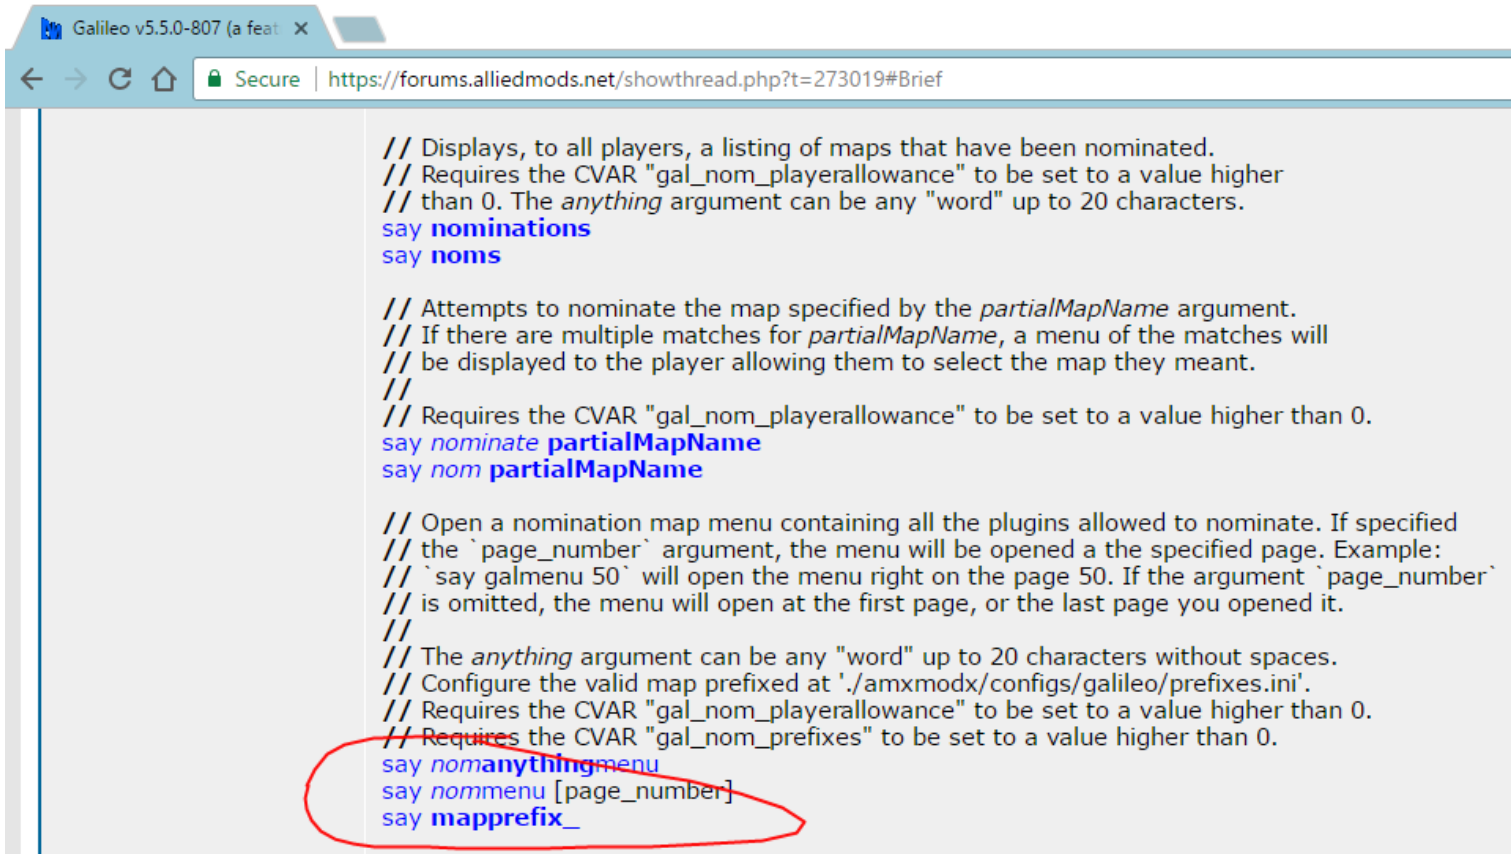 Galileo v5.5.0-807 (a feat
Secure https://forums.alliedmods.net/showthread.php?t=273019#Brief
// Displays, to all players, a listing of maps that have been nominated.
// Requires the CVAR "gal_nom_playerallowance" to be set to a value higher
// than 0. The anything argument can be any "word" up to 20 characters.
say nominations
say noms
// Attempts to nominate the map specified by the partialMapName argument.
// If there are multiple matches for partialMapName, a menu of the matches will
// be displayed to the player allowing them to select the map they meant.
//
// Requires the CVAR "gal_nom_playerallowance" to be set to a value higher than 0.
say nominate partialMapName
say nom partialMapName
// Open a nomination map menu containing all the plugins allowed to nominate. If specified
// the `page_number` argument, the menu will be opened a the specified page. Example:
// `say galmenu 50` will open the menu right on the page 50. If the argument `page_number`
// is omitted, the menu will open at the first page, or the last page you opened it.
//
// The anything argument can be any "word" up to 20 characters without spaces.
// Configure the valid map prefixed at './amxmodx/configs/galileo/prefixes.ini'.
// Requires the CVAR "gal_nom_playerallowance" to be set to a value higher than 0.
// Requires the CVAR "gal_nom_prefixes" to be set to a value higher than 0.
say nomanythingmenu
say nommenu [page_number]
say mapprefix_